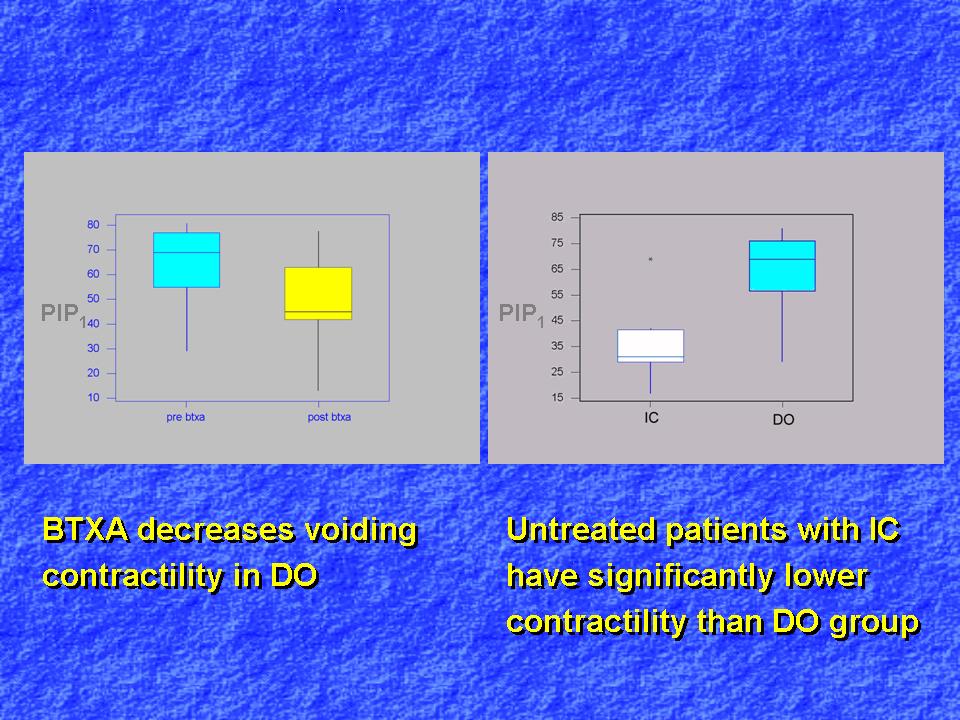 80
70
60
50
PIP1
40
30
20
10
pre btxa
post btxa
85
75
65
55
PIP1
45
35
25
15
IC
DO
BTXA decreases voiding
contractility in DO
Untreated patients with IC
have significantly lower
contractility than DO group